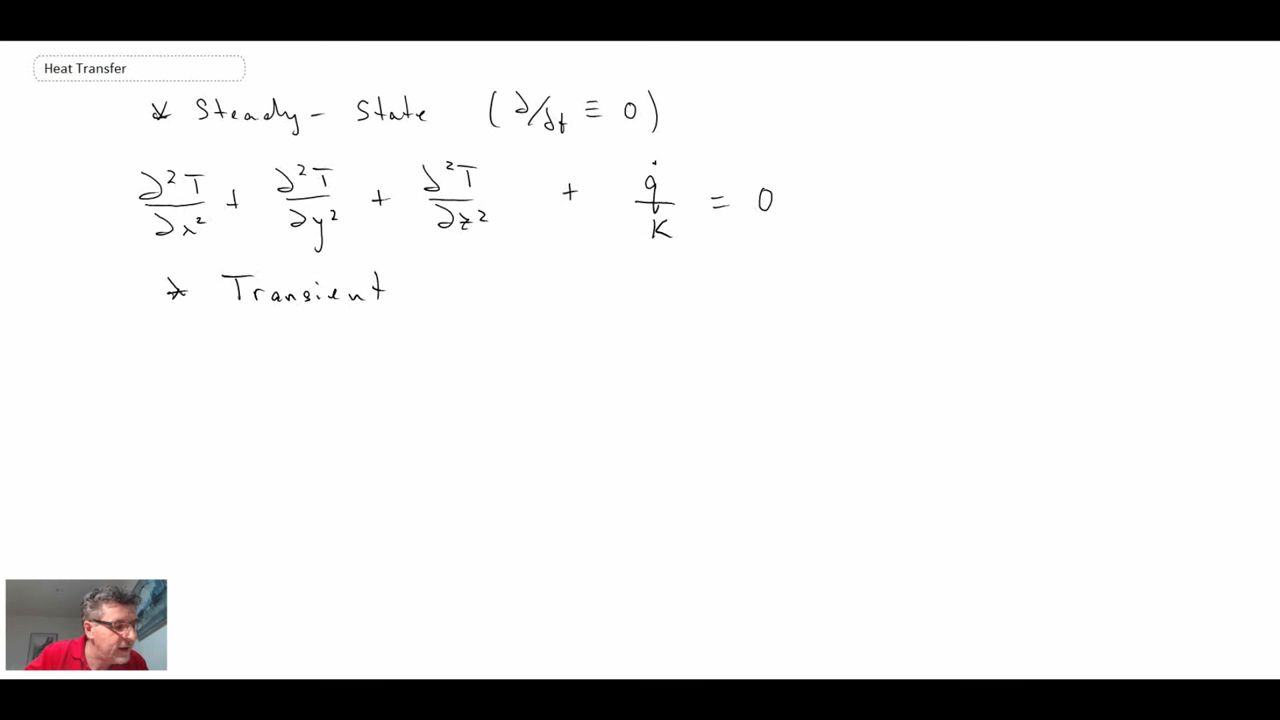 Heat Transfer
* Steady-State (∂/∂t ≡ 0)
∂²T/∂x² + ∂²T/∂y² + ∂²T/∂z² + q̇/K = 0
* Transient